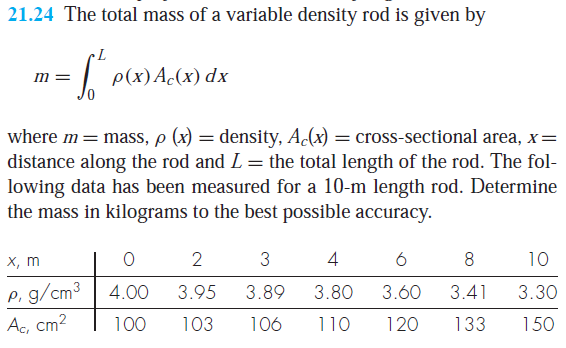 21.24 The total mass of a variable density rod is given by
m = ∫₀ᴸ ρ(x) A_c(x) dx
where m = mass, ρ (x) = density, A_c(x) = cross-sectional area, x =
distance along the rod and L = the total length of the rod. The fol-
lowing data has been measured for a 10-m length rod. Determine
the mass in kilograms to the best possible accuracy.
x, m 0 2 3 4 6 8 10
ρ, g/cm³ 4.00 3.95 3.89 3.80 3.60 3.41 3.30
A_c, cm² 100 103 106 110 120 133 150